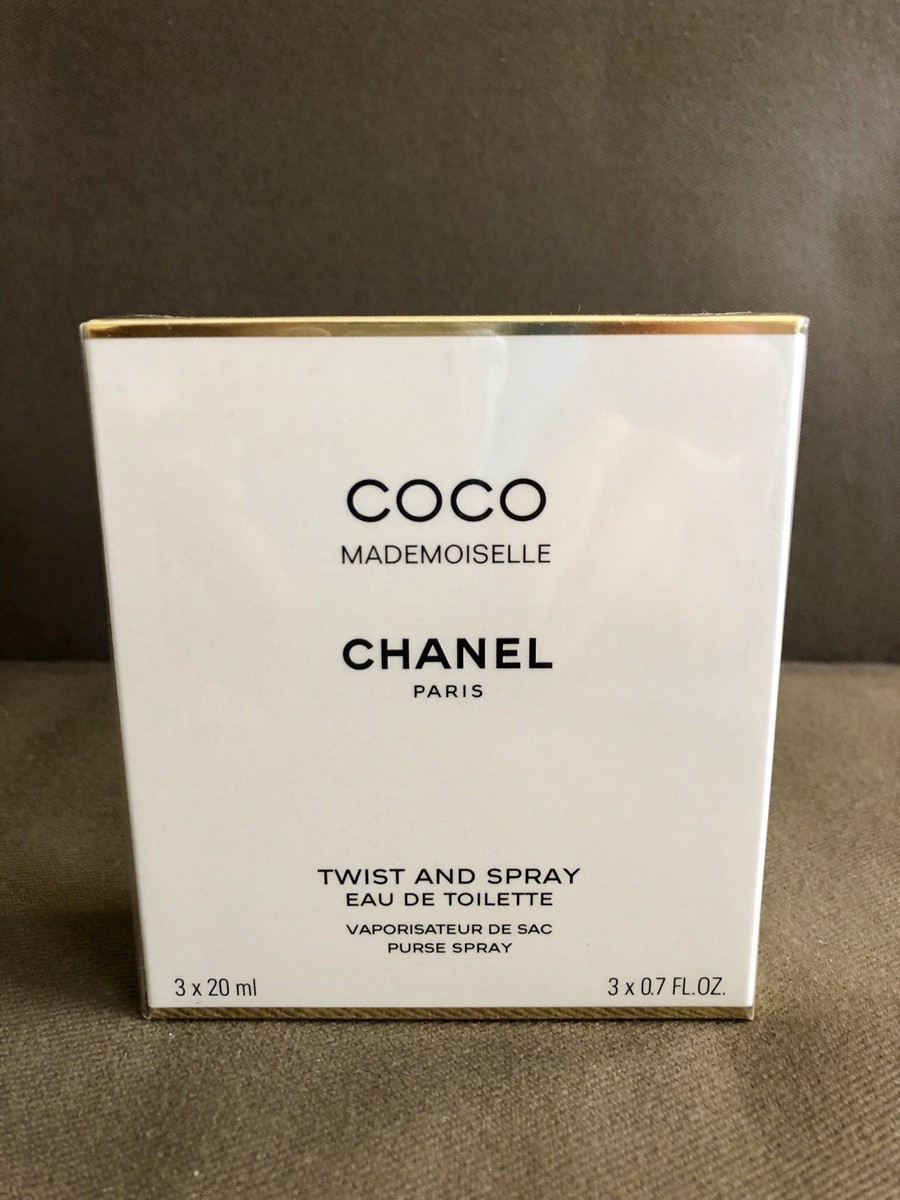 COCO
MADEMOISELLE
CHANEL
PARIS
TWIST AND SPRAY
EAU DE TOILETTE
VAPORISATEUR DE SAC
PURSE SPRAY
3 x 20 ml
3 x 0.7 FL.OZ.